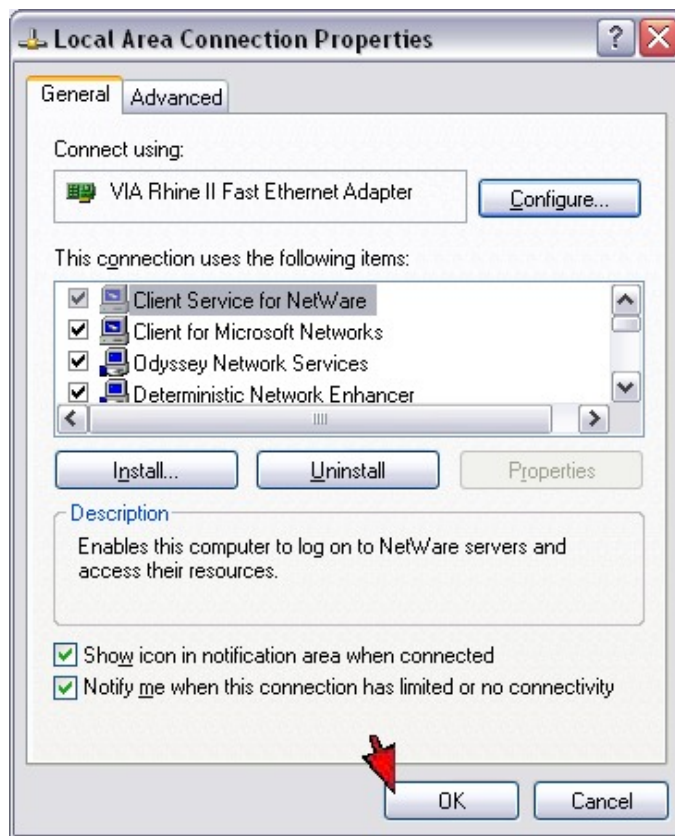 Local Area Connection Properties
General Advanced
Connect using:
VIA Rhine II Fast Ethernet Adapter Configure...
This connection uses the following items:
Client Service for NetWare
Client for Microsoft Networks
Odyssey Network Services
Deterministic Network Enhancer
Install... Uninstall Properties
Description
Enables this computer to log on to NetWare servers and
access their resources.
Show icon in notification area when connected
Notify me when this connection has limited or no connectivity
OK Cancel